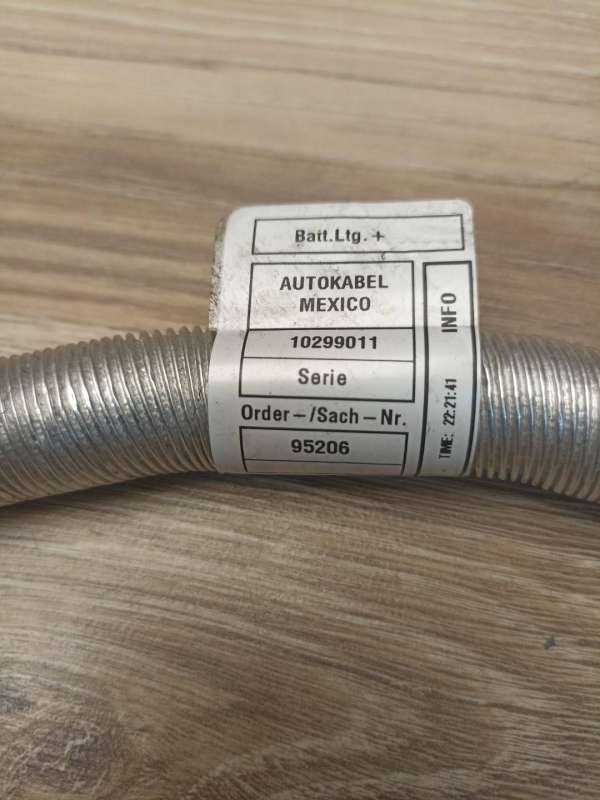 Batt.Ltg. +
AUTOKABEL
MEXICO
10299011
Serie
Order-/Sach-Nr.
95206
INFO
TIME: 22:21:41